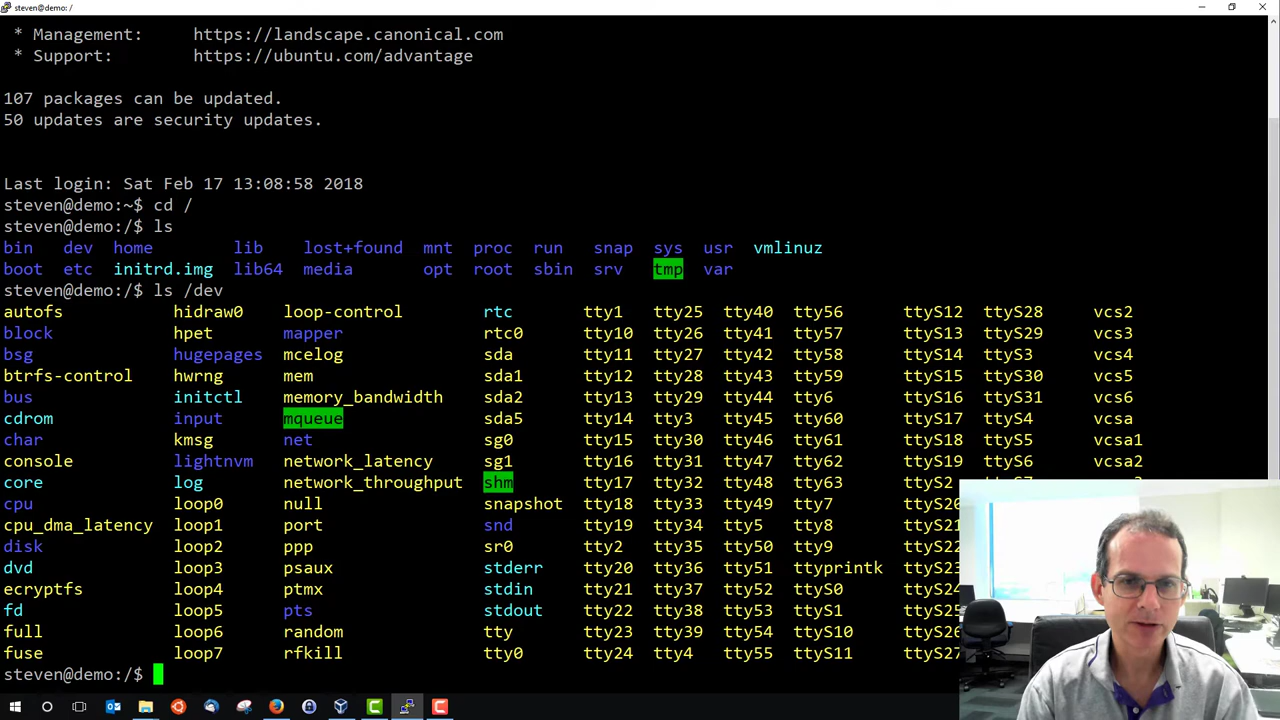 steven@demo: /
* Management:     https://landscape.canonical.com
* Support:        https://ubuntu.com/advantage
107 packages can be updated.
50 updates are security updates.
Last login: Sat Feb 17 13:08:58 2018
steven@demo:~$ cd /
steven@demo:/$ ls
bin   dev  home        lib    lost+found  mnt  proc  run   snap  sys  usr  vmlinuz
boot  etc  initrd.img  lib64  media       opt  root  sbin  srv   tmp  var
steven@demo:/$ ls /dev
autofs           hidraw0     loop-control        rtc       tty1   tty25  tty40  tty56      ttyS12  ttyS28  vcs2
block            hpet        mapper              rtc0      tty10  tty26  tty41  tty57      ttyS13  ttyS29  vcs3
bsg              hugepages   mcelog              sda       tty11  tty27  tty42  tty58      ttyS14  ttyS3   vcs4
btrfs-control    hwrng       mem                 sda1      tty12  tty28  tty43  tty59      ttyS15  ttyS30  vcs5
bus              initctl     memory_bandwidth    sda2      tty13  tty29  tty44  tty6       ttyS16  ttyS31  vcs6
cdrom            input       mqueue              sda5      tty14  tty3   tty45  tty60      ttyS17  ttyS4   vcsa
char             kmsg        net                 sg0       tty15  tty30  tty46  tty61      ttyS18  ttyS5   vcsa1
console          lightnvm    network_latency     sg1       tty16  tty31  tty47  tty62      ttyS19  ttyS6   vcsa2
core             log         network_throughput  shm       tty17  tty32  tty48  tty63      ttyS2
cpu              loop0       null                snapshot  tty18  tty33  tty49  tty7       ttyS20
cpu_dma_latency  loop1       port                snd       tty19  tty34  tty5   tty8       ttyS21
disk             loop2       ppp                 sr0       tty2   tty35  tty50  tty9       ttyS22
dvd              loop3       psaux               stderr    tty20  tty36  tty51  ttyprintk  ttyS23
ecryptfs         loop4       ptmx                stdin     tty21  tty37  tty52  ttyS0      ttyS24
fd               loop5       pts                 stdout    tty22  tty38  tty53  ttyS1      ttyS25
full             loop6       random              tty       tty23  tty39  tty54  ttyS10     ttyS26
fuse             loop7       rfkill              tty0      tty24  tty4   tty55  ttyS11     ttyS27
steven@demo:/$